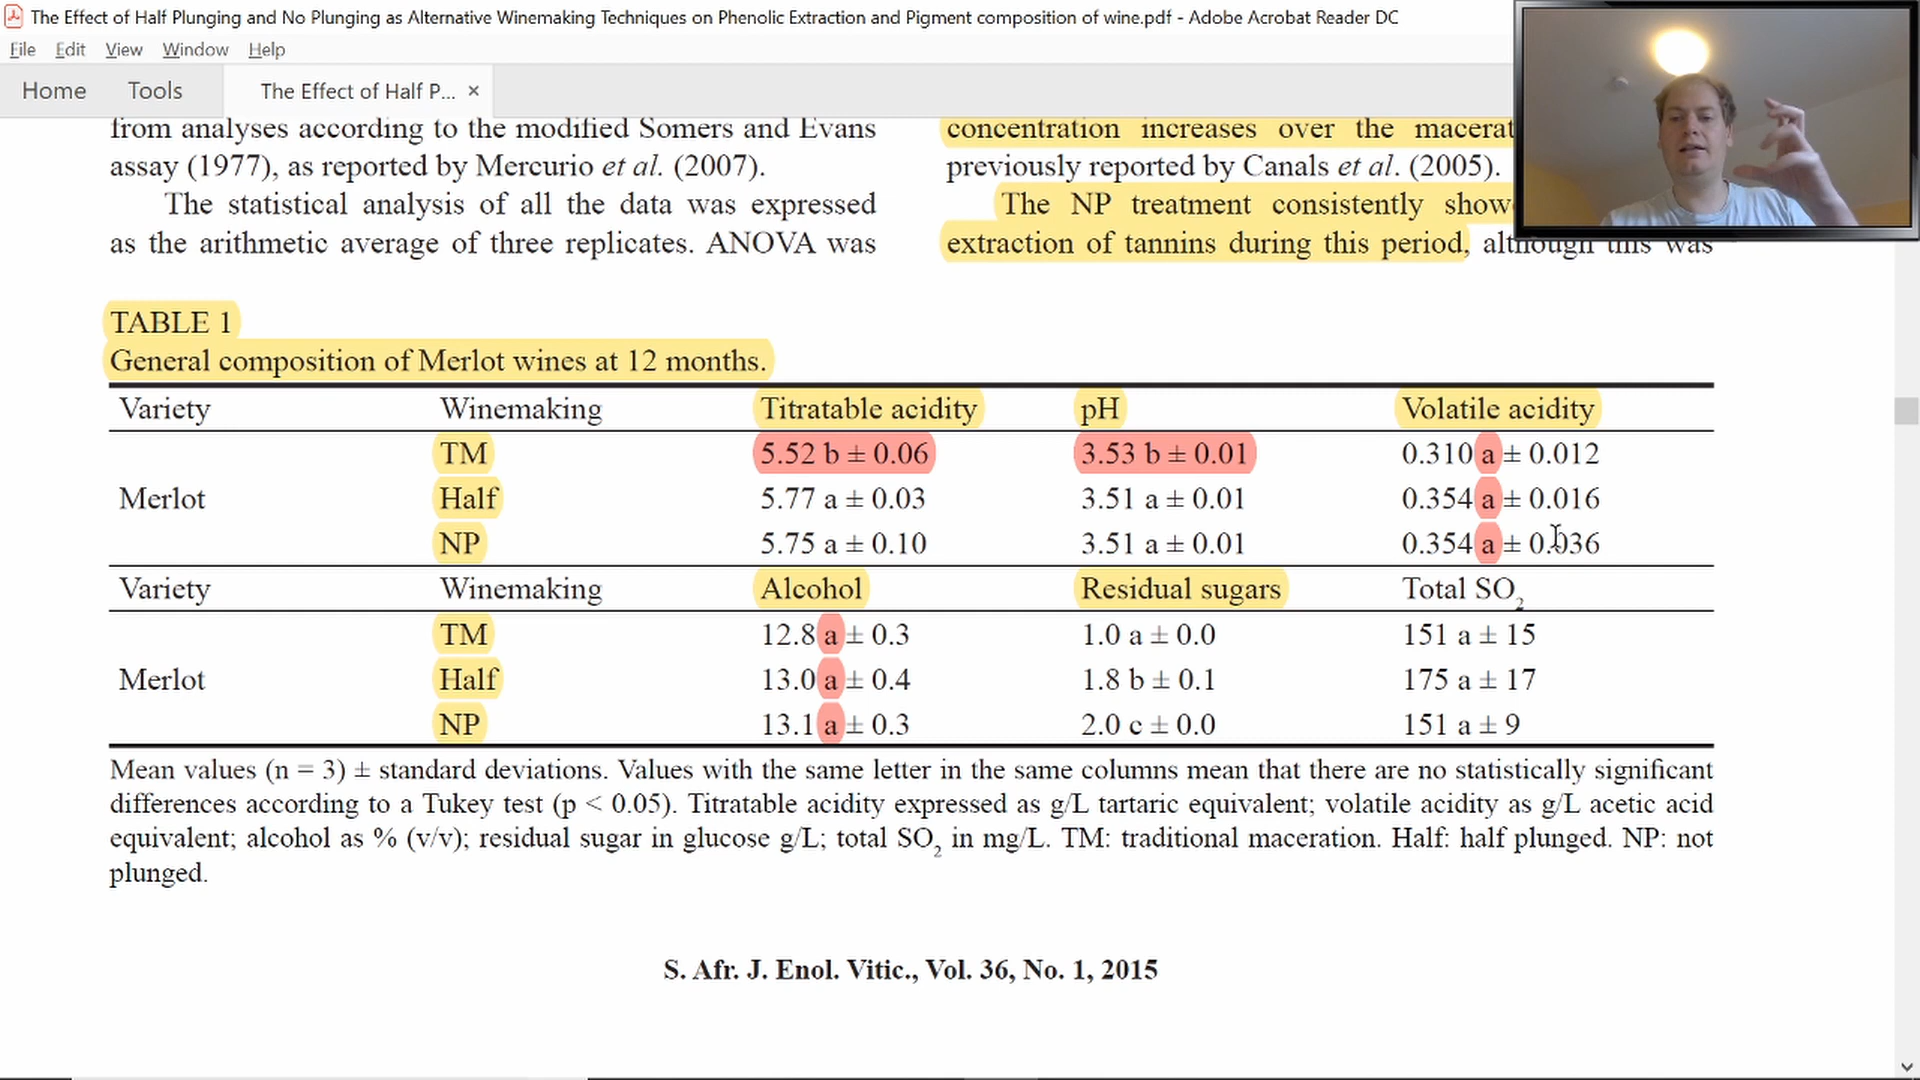 The Effect of Half Plunging and No Plunging as Alternative Winemaking Techniques on Phenolic Extraction and Pigment composition of wine.pdf - Adobe Acrobat Reader DC
File Edit View Window Help
Home Tools The Effect of Half P... ×
from analyses according to the modified Somers and Evans
assay (1977), as reported by Mercurio et al. (2007).
The statistical analysis of all the data was expressed
as the arithmetic average of three replicates. ANOVA was
concentration increases over the
previously reported by Canals et al. (2005).
The NP treatment consistently
extraction of tannins during this period, although this was
TABLE 1
General composition of Merlot wines at 12 months.
Variety Winemaking Titratable acidity pH Volatile acidity
TM 5.52 b ± 0.06 3.53 b ± 0.01 0.310 a ± 0.012
Merlot Half 5.77 a ± 0.03 3.51 a ± 0.01 0.354 a ± 0.016
NP 5.75 a ± 0.10 3.51 a ± 0.01 0.354 a ± 0.036
Variety Winemaking Alcohol Residual sugars Total SO2
TM 12.8 a ± 0.3 1.0 a ± 0.0 151 a ± 15
Merlot Half 13.0 a ± 0.4 1.8 b ± 0.1 175 a ± 17
NP 13.1 a ± 0.3 2.0 c ± 0.0 151 a ± 9
Mean values (n = 3) ± standard deviations. Values with the same letter in the same columns mean that there are no statistically significant
differences according to a Tukey test (p < 0.05). Titratable acidity expressed as g/L tartaric equivalent; volatile acidity as g/L acetic acid
equivalent; alcohol as % (v/v); residual sugar in glucose g/L; total SO2 in mg/L. TM: traditional maceration. Half: half plunged. NP: not
plunged.
S. Afr. J. Enol. Vitic., Vol. 36, No. 1, 2015